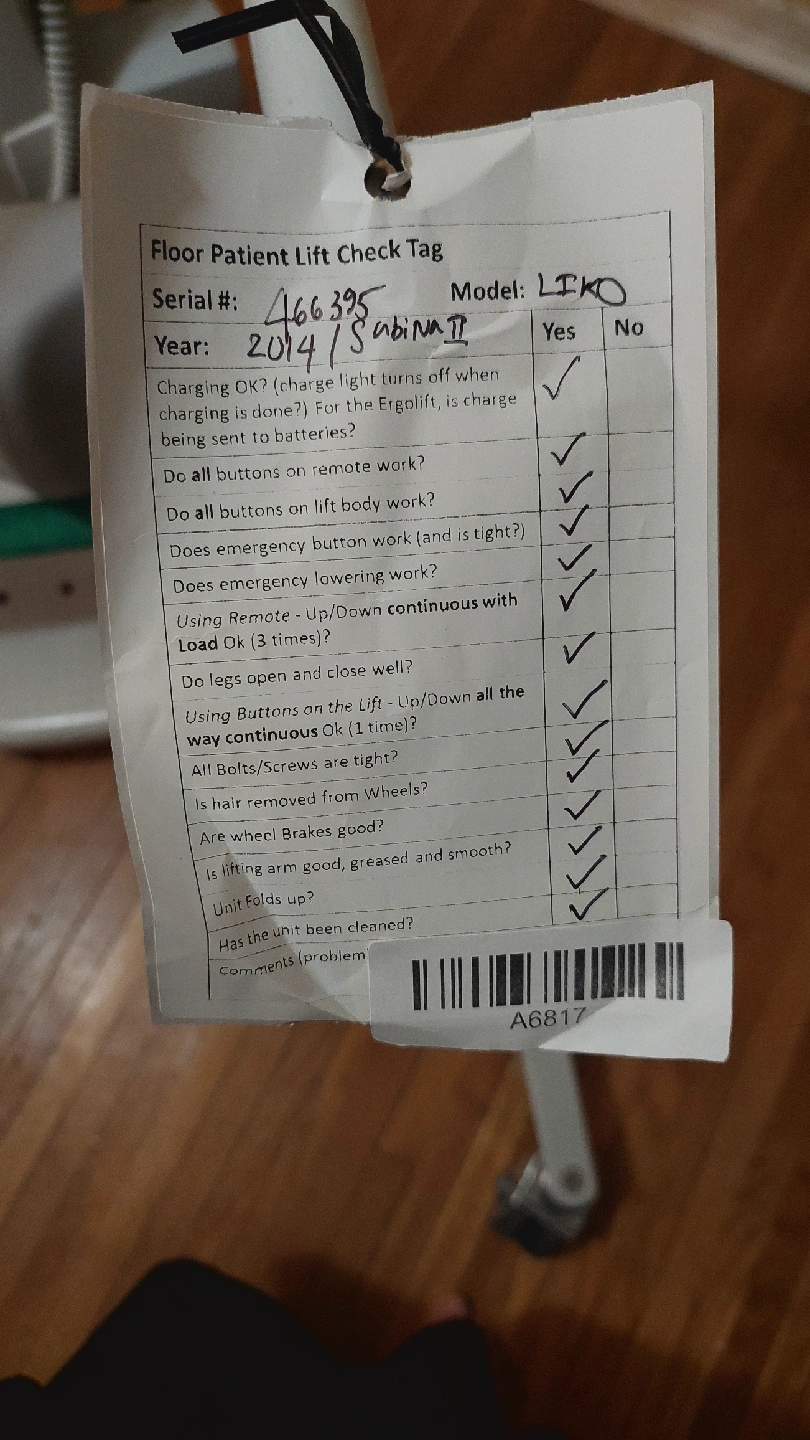 Floor Patient Lift Check Tag
Serial #: 466395 Model: LIKO
Year: 2014 / SabiNa II Yes No
Charging OK? (charge light turns off when
charging is done?) For the Ergolift, is charge
being sent to batteries? ✓
Do all buttons on remote work? ✓
Do all buttons on lift body work? ✓
Does emergency button work (and is tight?) ✓
Does emergency lowering work? ✓
Using Remote - Up/Down continuous with
Load Ok (3 times)? ✓
Do legs open and close well? ✓
Using Buttons on the Lift - Up/Down all the
way continuous Ok (1 time)? ✓
All Bolts/Screws are tight? ✓
Is hair removed from Wheels? ✓
Are wheel Brakes good? ✓
Is lifting arm good, greased and smooth? ✓
Unit Folds up? ✓
Has the unit been cleaned? ✓
Comments (problem
A6817